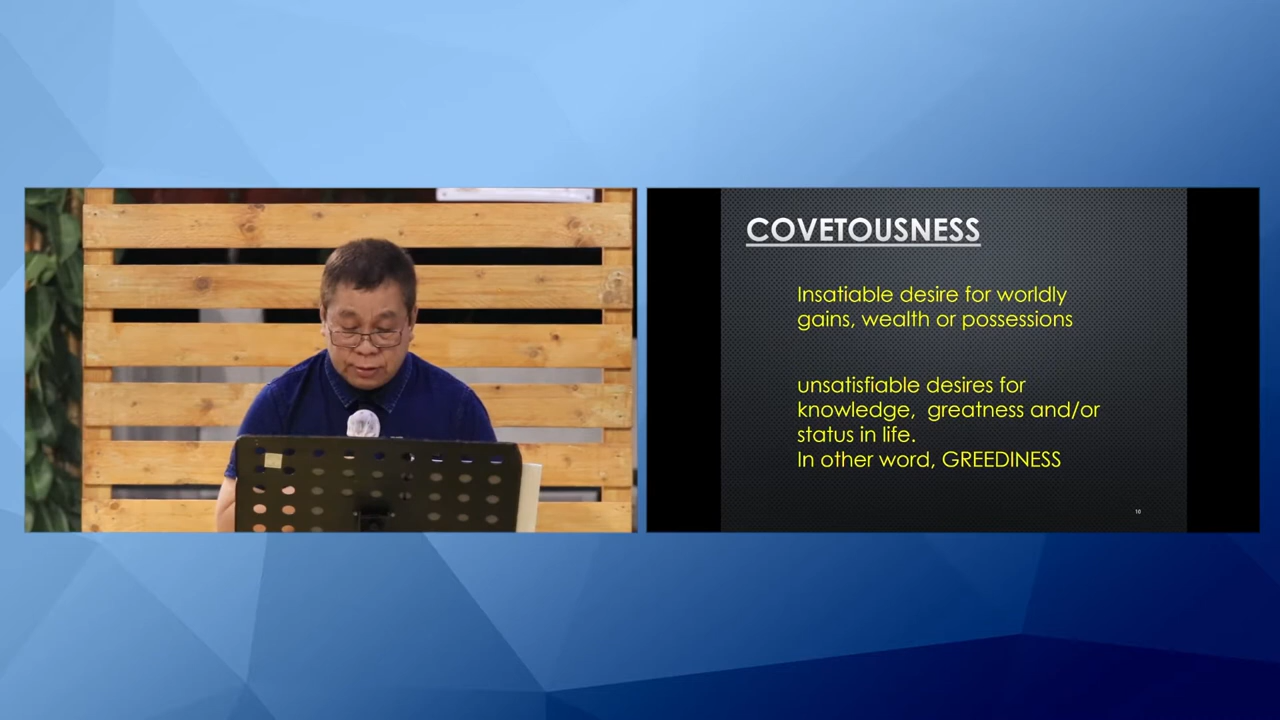 COVETOUSNESS
Insatiable desire for worldly
gains, wealth or possessions
unsatisfiable desires for
knowledge,  greatness and/or
status in life.
In other word, GREEDINESS
10